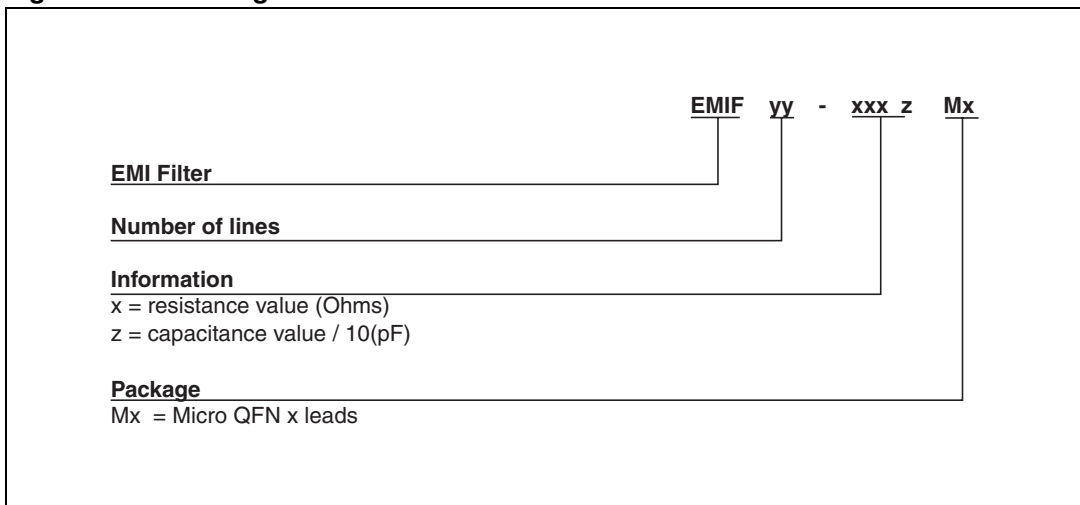 EMIF yy - xxx z Mx
EMI Filter
Number of lines
Information
x = resistance value (Ohms)
z = capacitance value / 10(pF)
Package
Mx = Micro QFN x leads